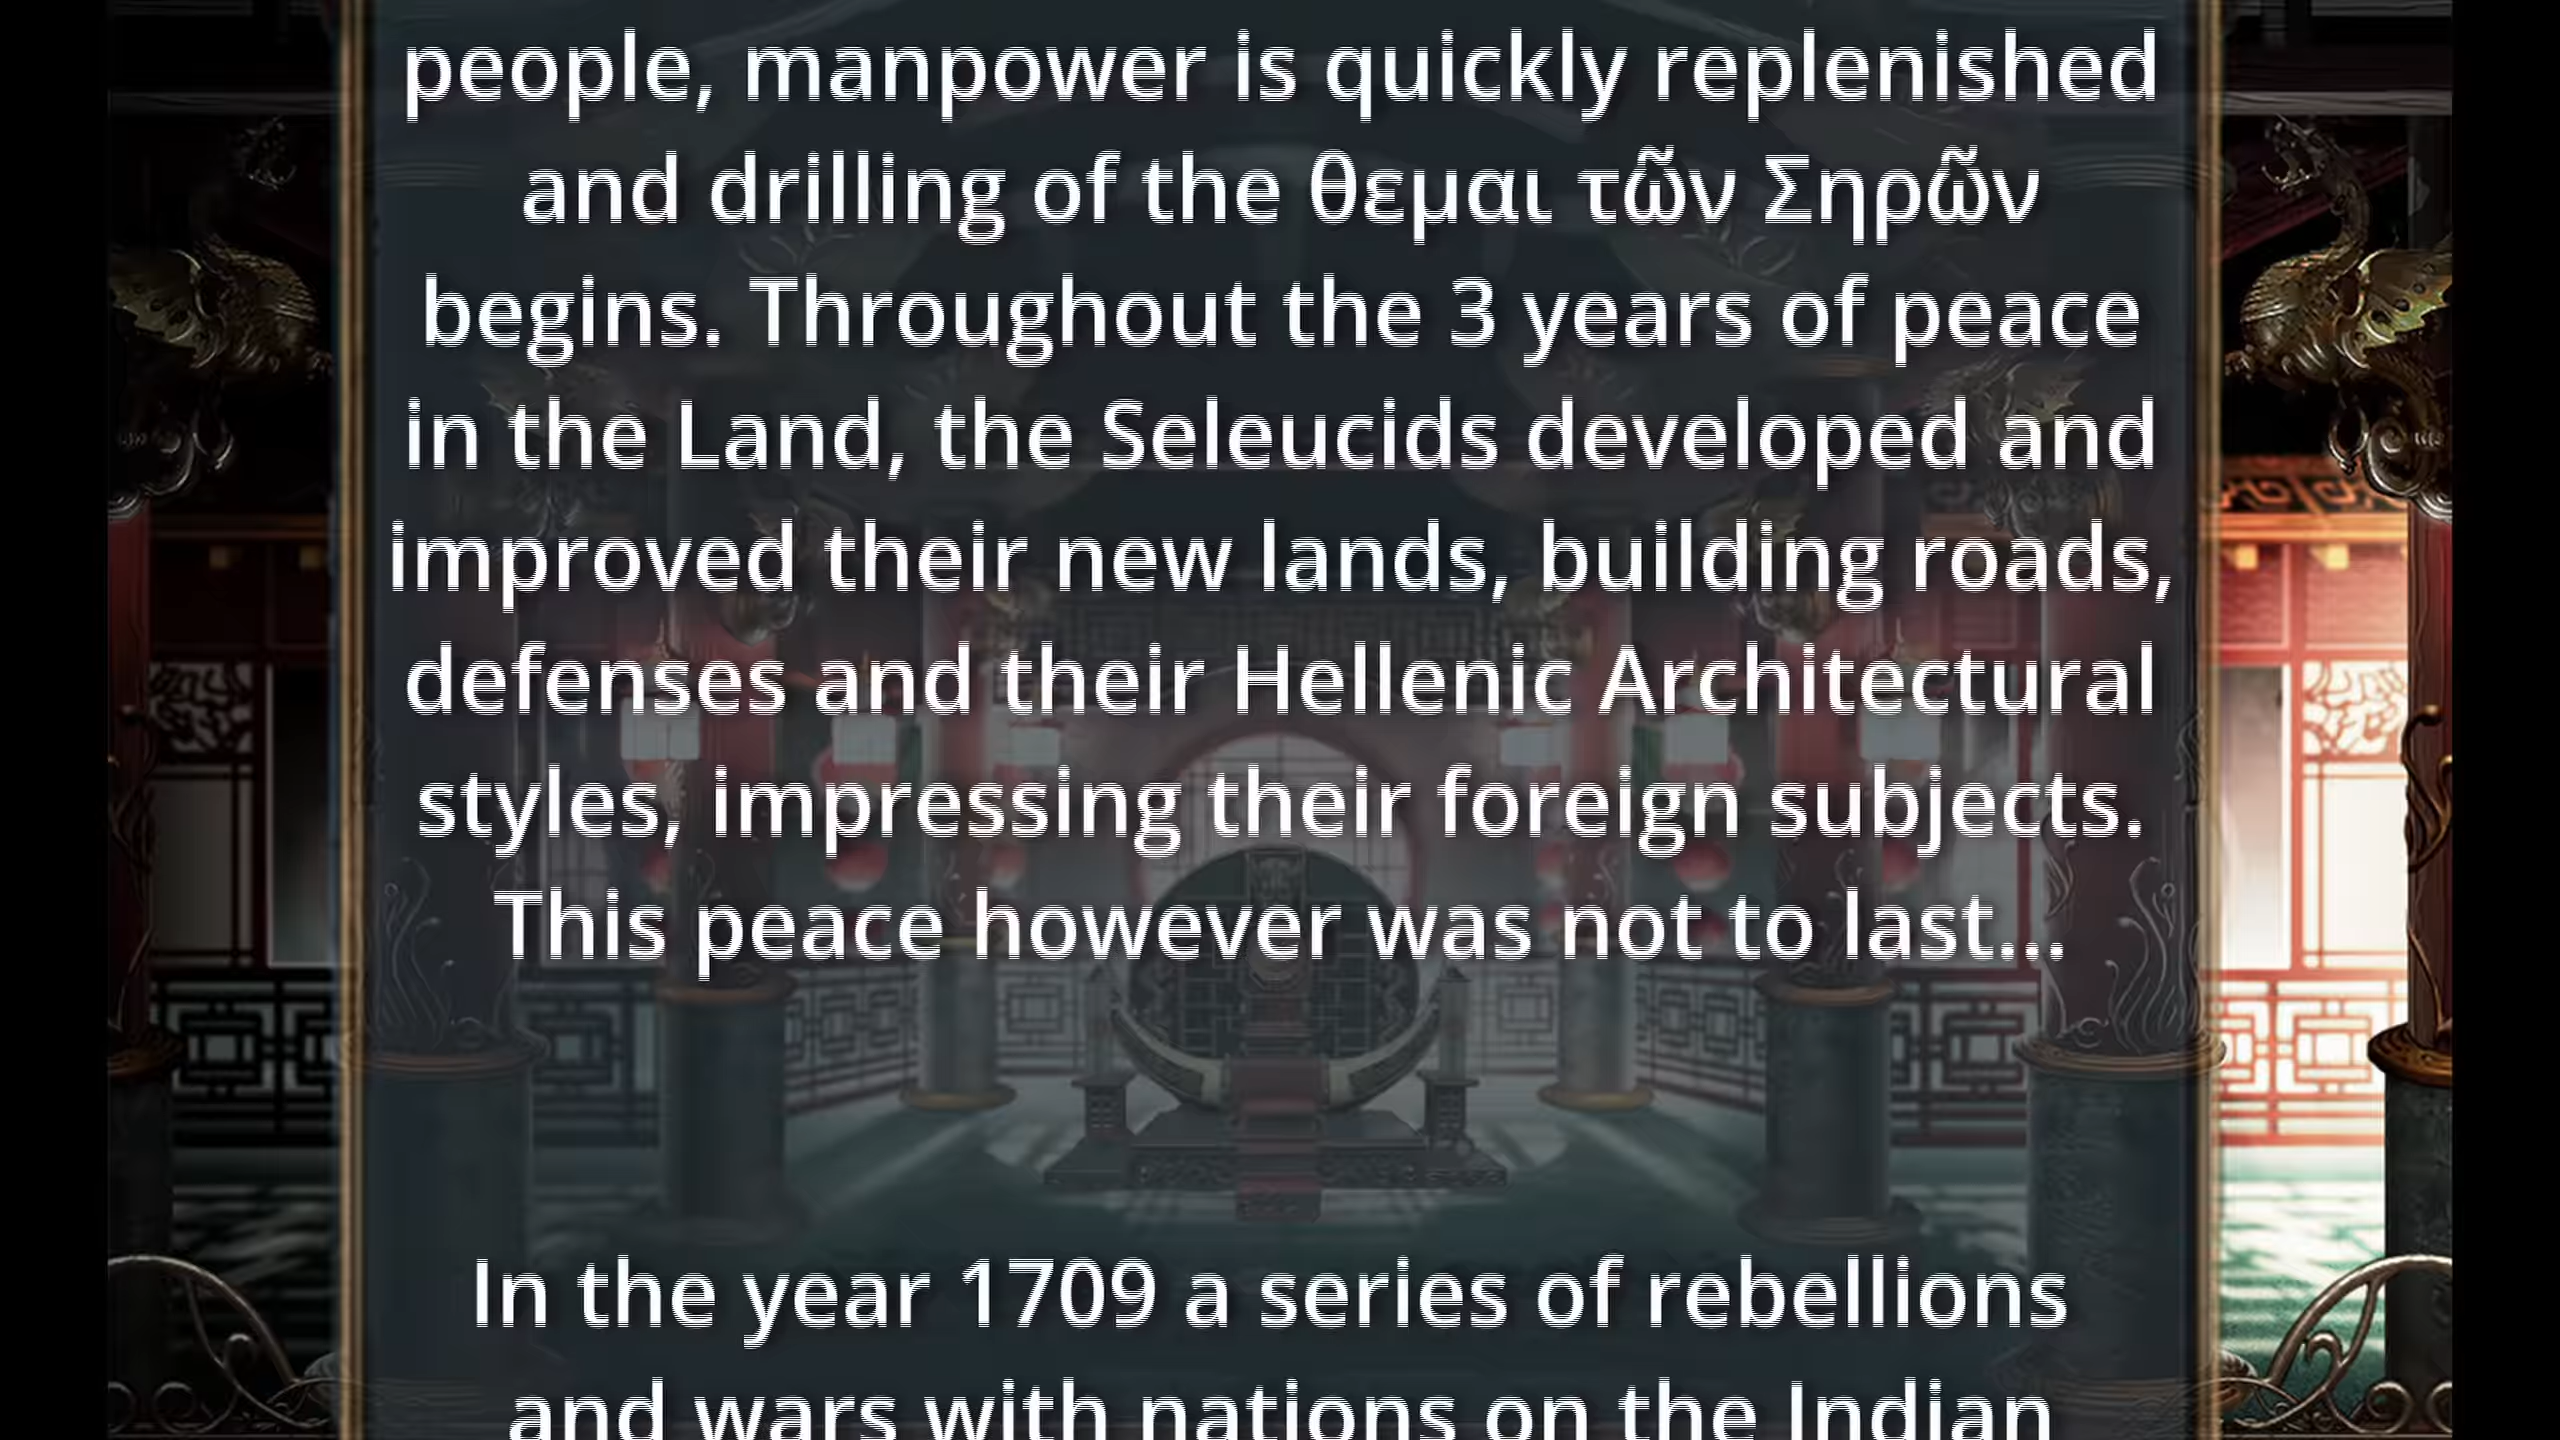 people, manpower is quickly replenished
and drilling of the θεμαι τῶν Σηρῶν
begins. Throughout the 3 years of peace
in the Land, the Seleucids developed and
improved their new lands, building roads,
defenses and their Hellenic Architectural
styles, impressing their foreign subjects.
This peace however was not to last...
In the year 1709 a series of rebellions
and wars with nations on the Indian